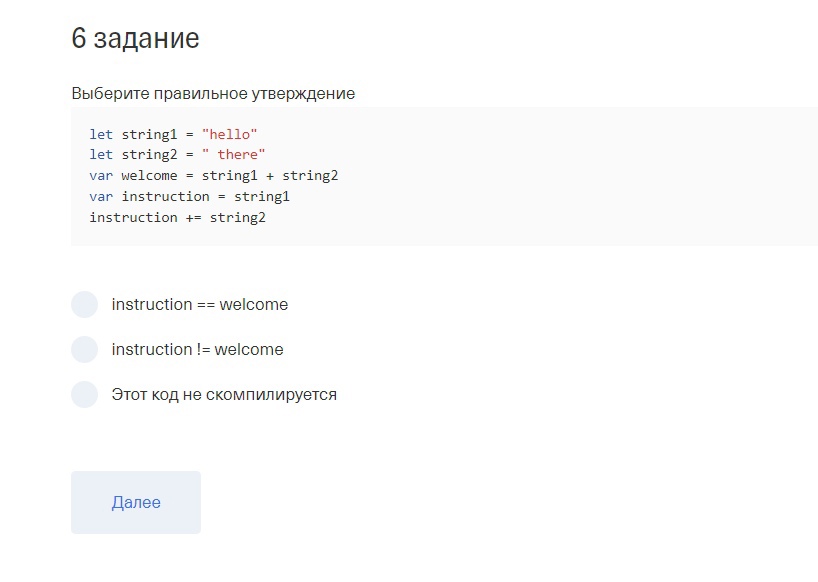 6 задание
Выберите правильное утверждение
let string1 = "hello"
let string2 = " there"
var welcome = string1 + string2
var instruction = string1
instruction += string2
instruction == welcome
instruction != welcome
Этот код не скомпилируется
Далее